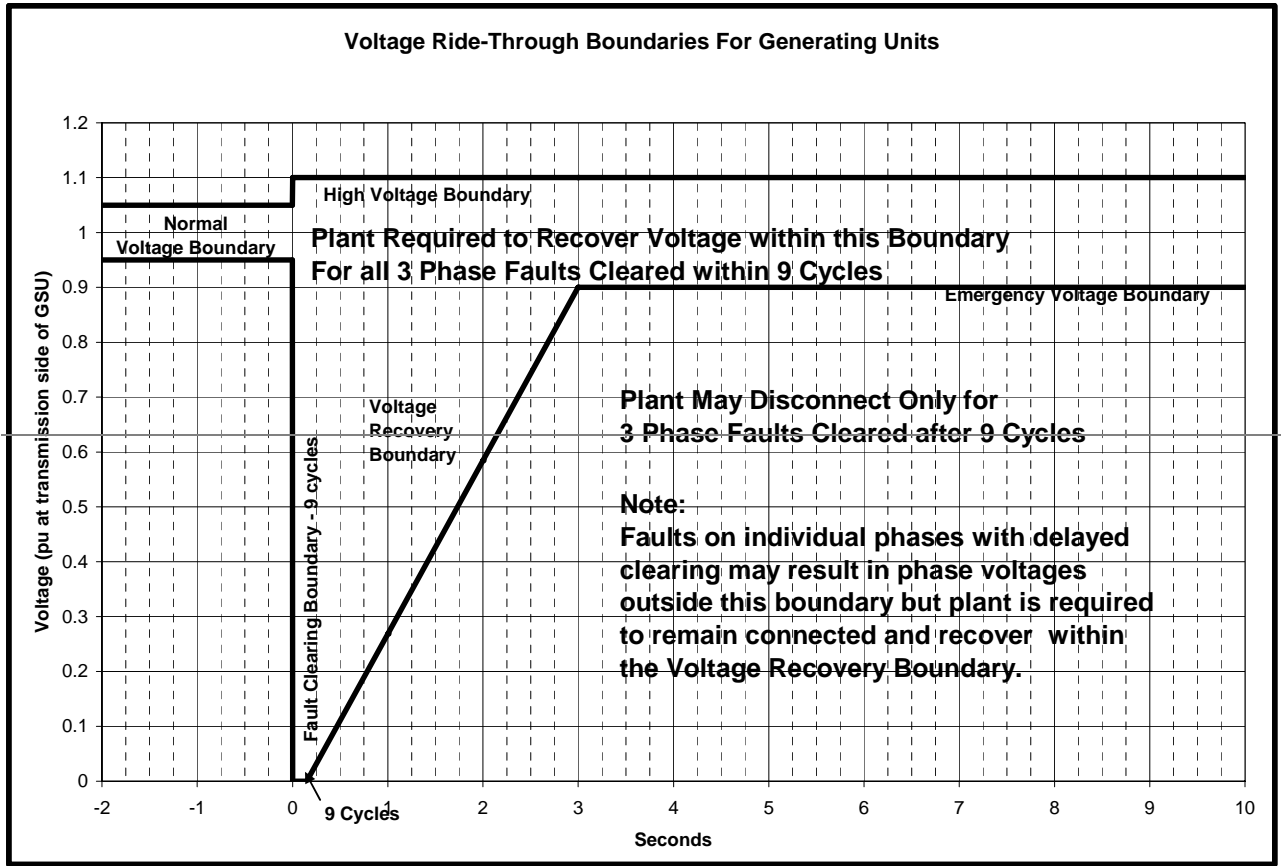 Voltage Ride-Through Boundaries For Generating Units
1.2
1.1
1
0.9
0.8
0.7
0.6
0.5
0.4
0.3
0.2
0.1
0
-2
-1
0
1
2
3
4
5
6
7
8
9
10
Seconds
Voltage (pu at transmission side of GSU)
High Voltage Boundary
Normal
Voltage Boundary
Plant Required to Recover Voltage within this Boundary
For all 3 Phase Faults Cleared within 9 Cycles
Emergency Voltage Boundary
Voltage
Recovery
Boundary
Fault Clearing Boundary - 9 cycles
9 Cycles
Plant May Disconnect Only for
3 Phase Faults Cleared after 9 Cycles
Note:
Faults on individual phases with delayed
clearing may result in phase voltages
outside this boundary but plant is required
to remain connected and recover within
the Voltage Recovery Boundary.